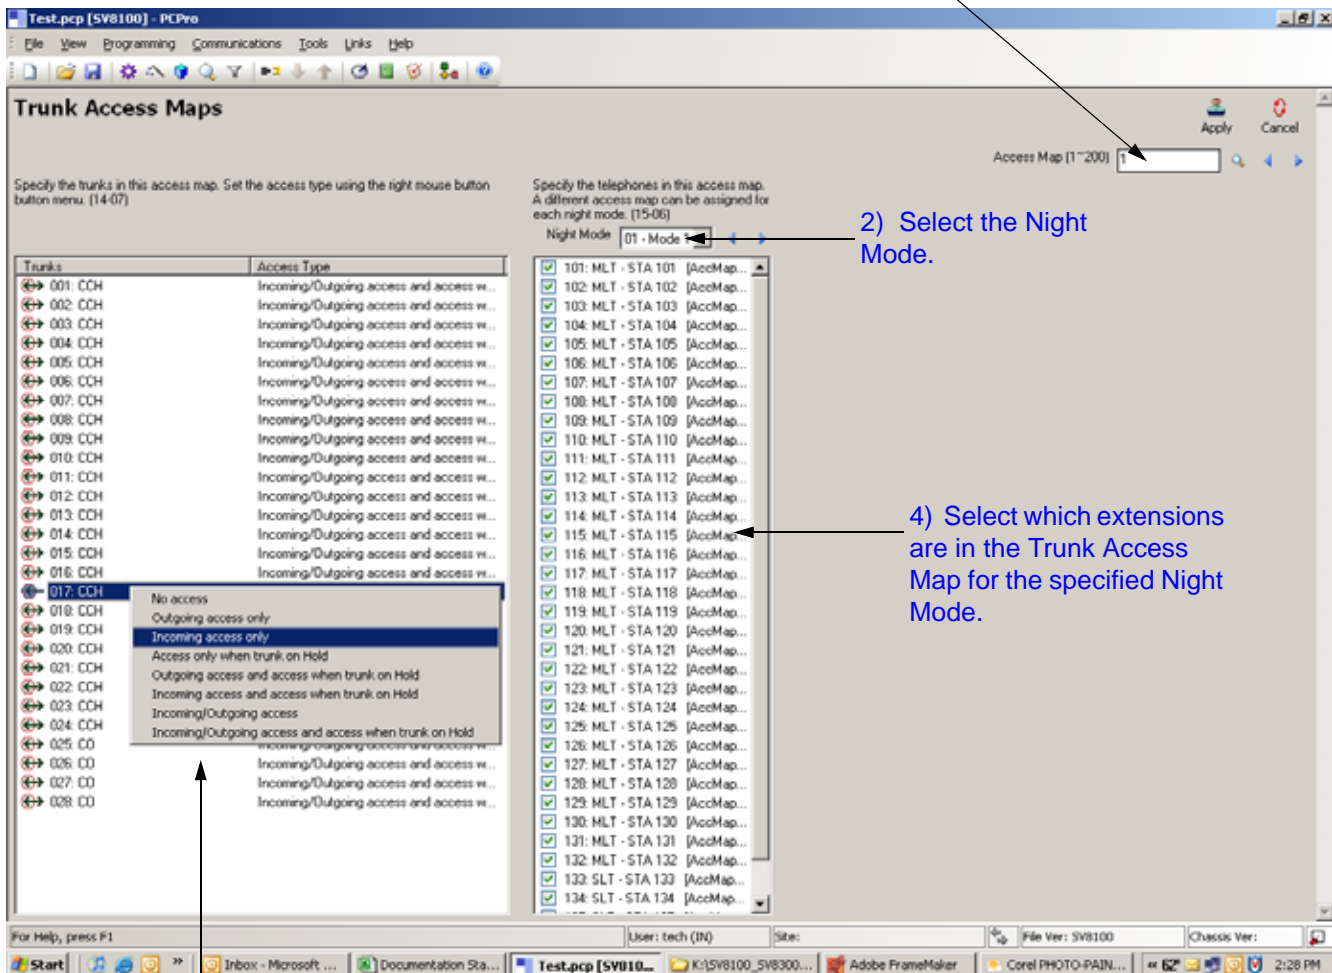 Test.pcp [SV8100] - PCPro
File View Programming Communications Tools Links Help
Trunk Access Maps
Apply Cancel
Access Map (1~200) 1
Specify the trunks in this access map. Set the access type using the right mouse button
button menu. (14-07)
Specify the telephones in this access map.
A different access map can be assigned for
each night mode. (15-06)
Night Mode 01 - Mode 1
2) Select the Night
Mode.
Trunks Access Type
001: CCH Incoming/Outgoing access and access w...
002: CCH Incoming/Outgoing access and access w...
003: CCH Incoming/Outgoing access and access w...
004: CCH Incoming/Outgoing access and access w...
005: CCH Incoming/Outgoing access and access w...
006: CCH Incoming/Outgoing access and access w...
007: CCH Incoming/Outgoing access and access w...
008: CCH Incoming/Outgoing access and access w...
009: CCH Incoming/Outgoing access and access w...
010: CCH Incoming/Outgoing access and access w...
011: CCH Incoming/Outgoing access and access w...
012: CCH Incoming/Outgoing access and access w...
013: CCH Incoming/Outgoing access and access w...
014: CCH Incoming/Outgoing access and access w...
015: CCH Incoming/Outgoing access and access w...
016: CCH Incoming/Outgoing access and access w...
017: CCH
018: CCH
019: CCH
020: CCH
021: CCH
022: CCH
023: CCH
024: CCH
025: CO Incoming/Outgoing access and access w...
026: CO Incoming/Outgoing access and access w...
027: CO Incoming/Outgoing access and access w...
028: CO Incoming/Outgoing access and access w...
No access
Outgoing access only
Incoming access only
Access only when trunk on Hold
Outgoing access and access when trunk on Hold
Incoming access and access when trunk on Hold
Incoming/Outgoing access
Incoming/Outgoing access and access when trunk on Hold
101: MLT - STA 101 [AccMap...
102: MLT - STA 102 [AccMap...
103: MLT - STA 103 [AccMap...
104: MLT - STA 104 [AccMap...
105: MLT - STA 105 [AccMap...
106: MLT - STA 106 [AccMap...
107: MLT - STA 107 [AccMap...
108: MLT - STA 108 [AccMap...
109: MLT - STA 109 [AccMap...
110: MLT - STA 110 [AccMap...
111: MLT - STA 111 [AccMap...
112: MLT - STA 112 [AccMap...
113: MLT - STA 113 [AccMap...
114: MLT - STA 114 [AccMap...
115: MLT - STA 115 [AccMap...
116: MLT - STA 116 [AccMap...
117: MLT - STA 117 [AccMap...
118: MLT - STA 118 [AccMap...
119: MLT - STA 119 [AccMap...
120: MLT - STA 120 [AccMap...
121: MLT - STA 121 [AccMap...
122: MLT - STA 122 [AccMap...
123: MLT - STA 123 [AccMap...
124: MLT - STA 124 [AccMap...
125: MLT - STA 125 [AccMap...
126: MLT - STA 126 [AccMap...
127: MLT - STA 127 [AccMap...
128: MLT - STA 128 [AccMap...
129: MLT - STA 129 [AccMap...
130: MLT - STA 130 [AccMap...
131: MLT - STA 131 [AccMap...
132: MLT - STA 132 [AccMap...
133: SLT - STA 133 [AccMap...
134: SLT - STA 134 [AccMap...
4) Select which extensions
are in the Trunk Access
Map for the specified Night
Mode.
For Help, press F1 User: tech (IN) Site: File Ver: SV8100 Chassis Ver:
Start Inbox - Microsoft ... Documentation Sta... Test.pcp [SV810... K:\SV8100_SV8300... Adobe FrameMaker Corel PHOTO-PAIN... 2:28 PM